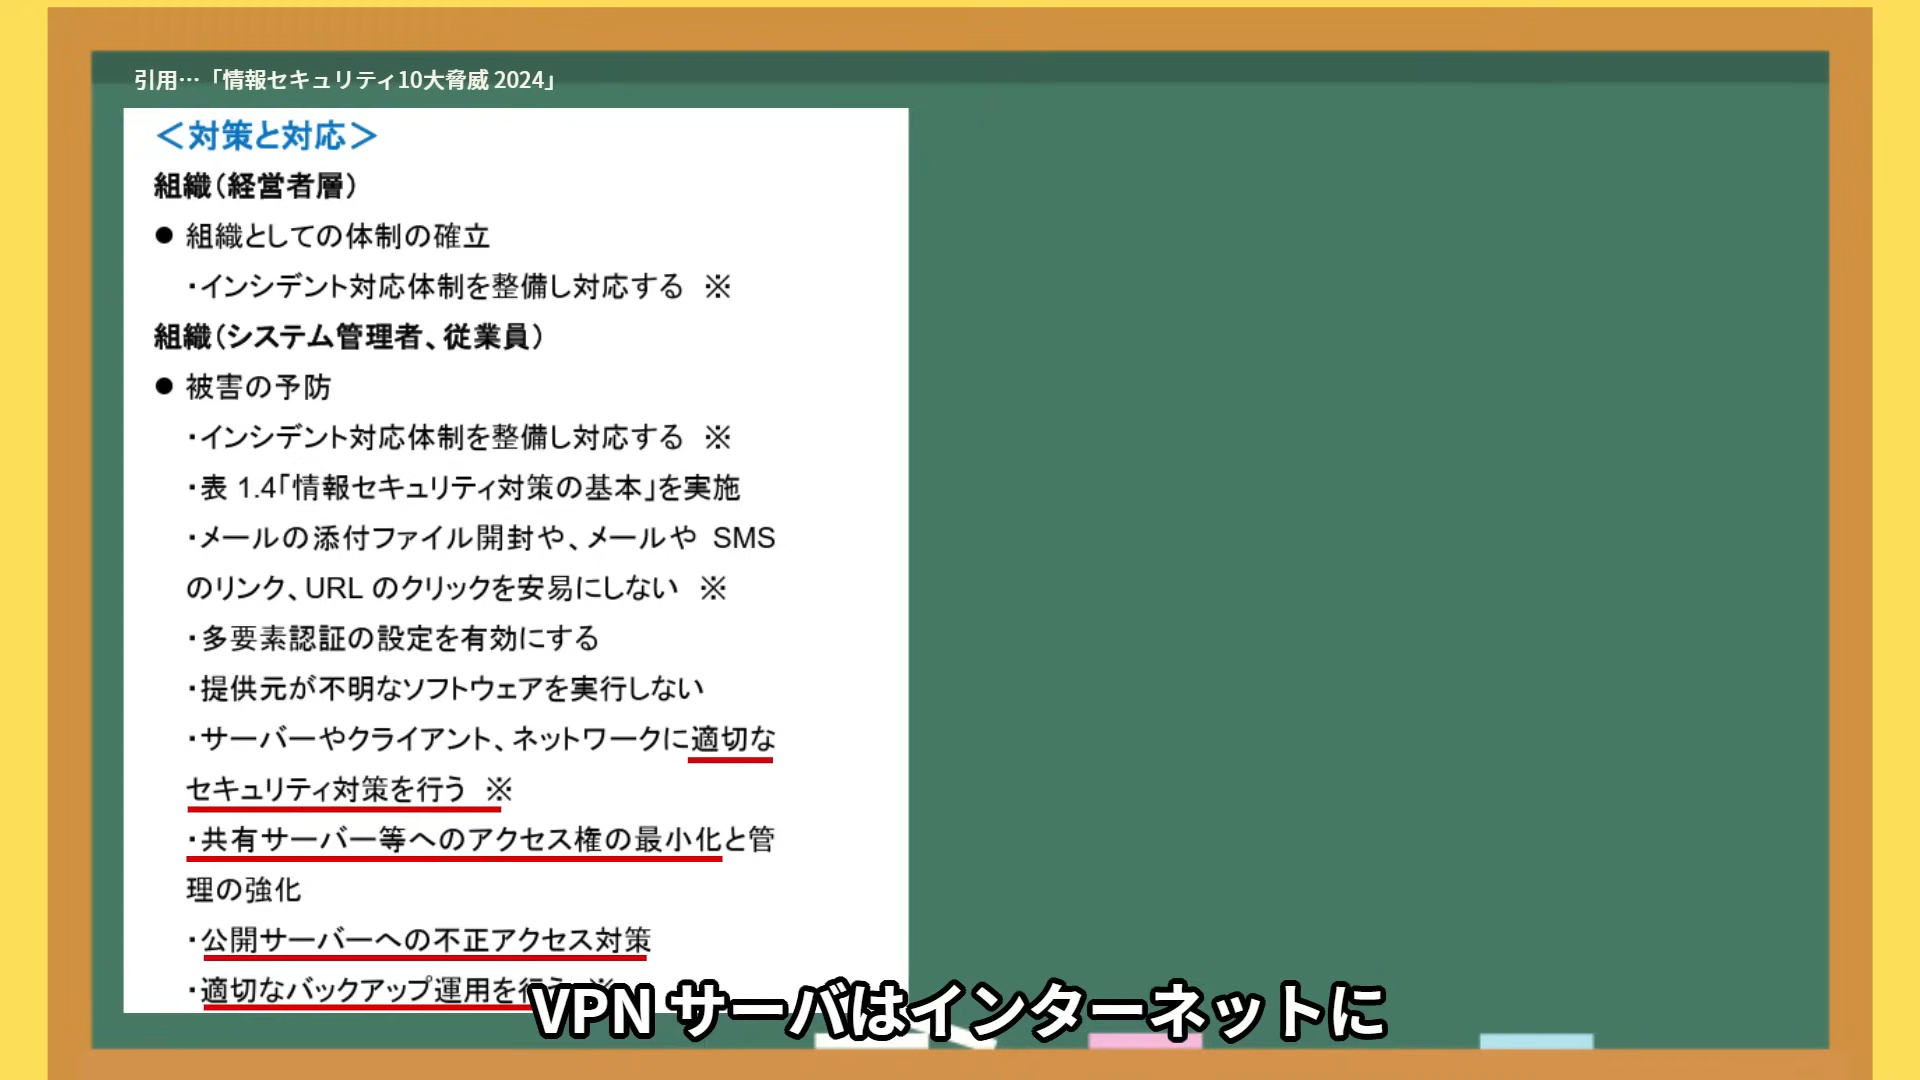 引用…「情報セキュリティ10大脅威 2024」
＜対策と対応＞
組織（経営者層）
● 組織としての体制の確立
・インシデント対応体制を整備し対応する ※
組織（システム管理者、従業員）
● 被害の予防
・インシデント対応体制を整備し対応する ※
・表 1.4「情報セキュリティ対策の基本」を実施
・メールの添付ファイル開封や、メールや SMS
のリンク、URL のクリックを安易にしない ※
・多要素認証の設定を有効にする
・提供元が不明なソフトウェアを実行しない
・サーバーやクライアント、ネットワークに適切な
セキュリティ対策を行う ※
・共有サーバー等へのアクセス権の最小化と管
理の強化
・公開サーバーへの不正アクセス対策
・適切なバックアップ運用を行う ※
VPN サーバはインターネットに